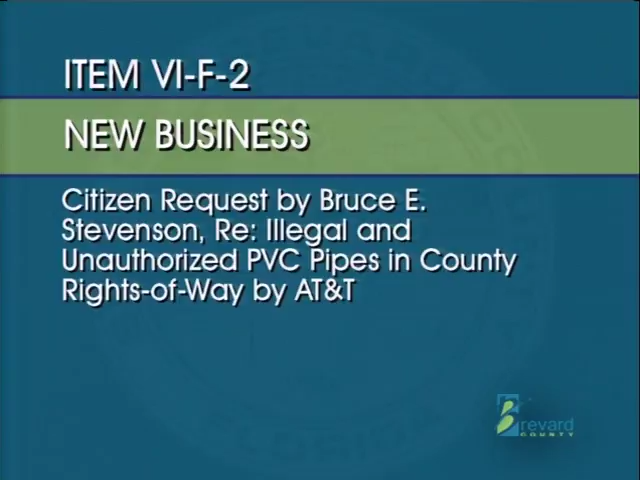 ITEM VI-F-2
NEW BUSINESS
Citizen Request by Bruce E.
Stevenson, Re: Illegal and
Unauthorized PVC Pipes in County
Rights-of-Way by AT&T
Brevard
COUNTY